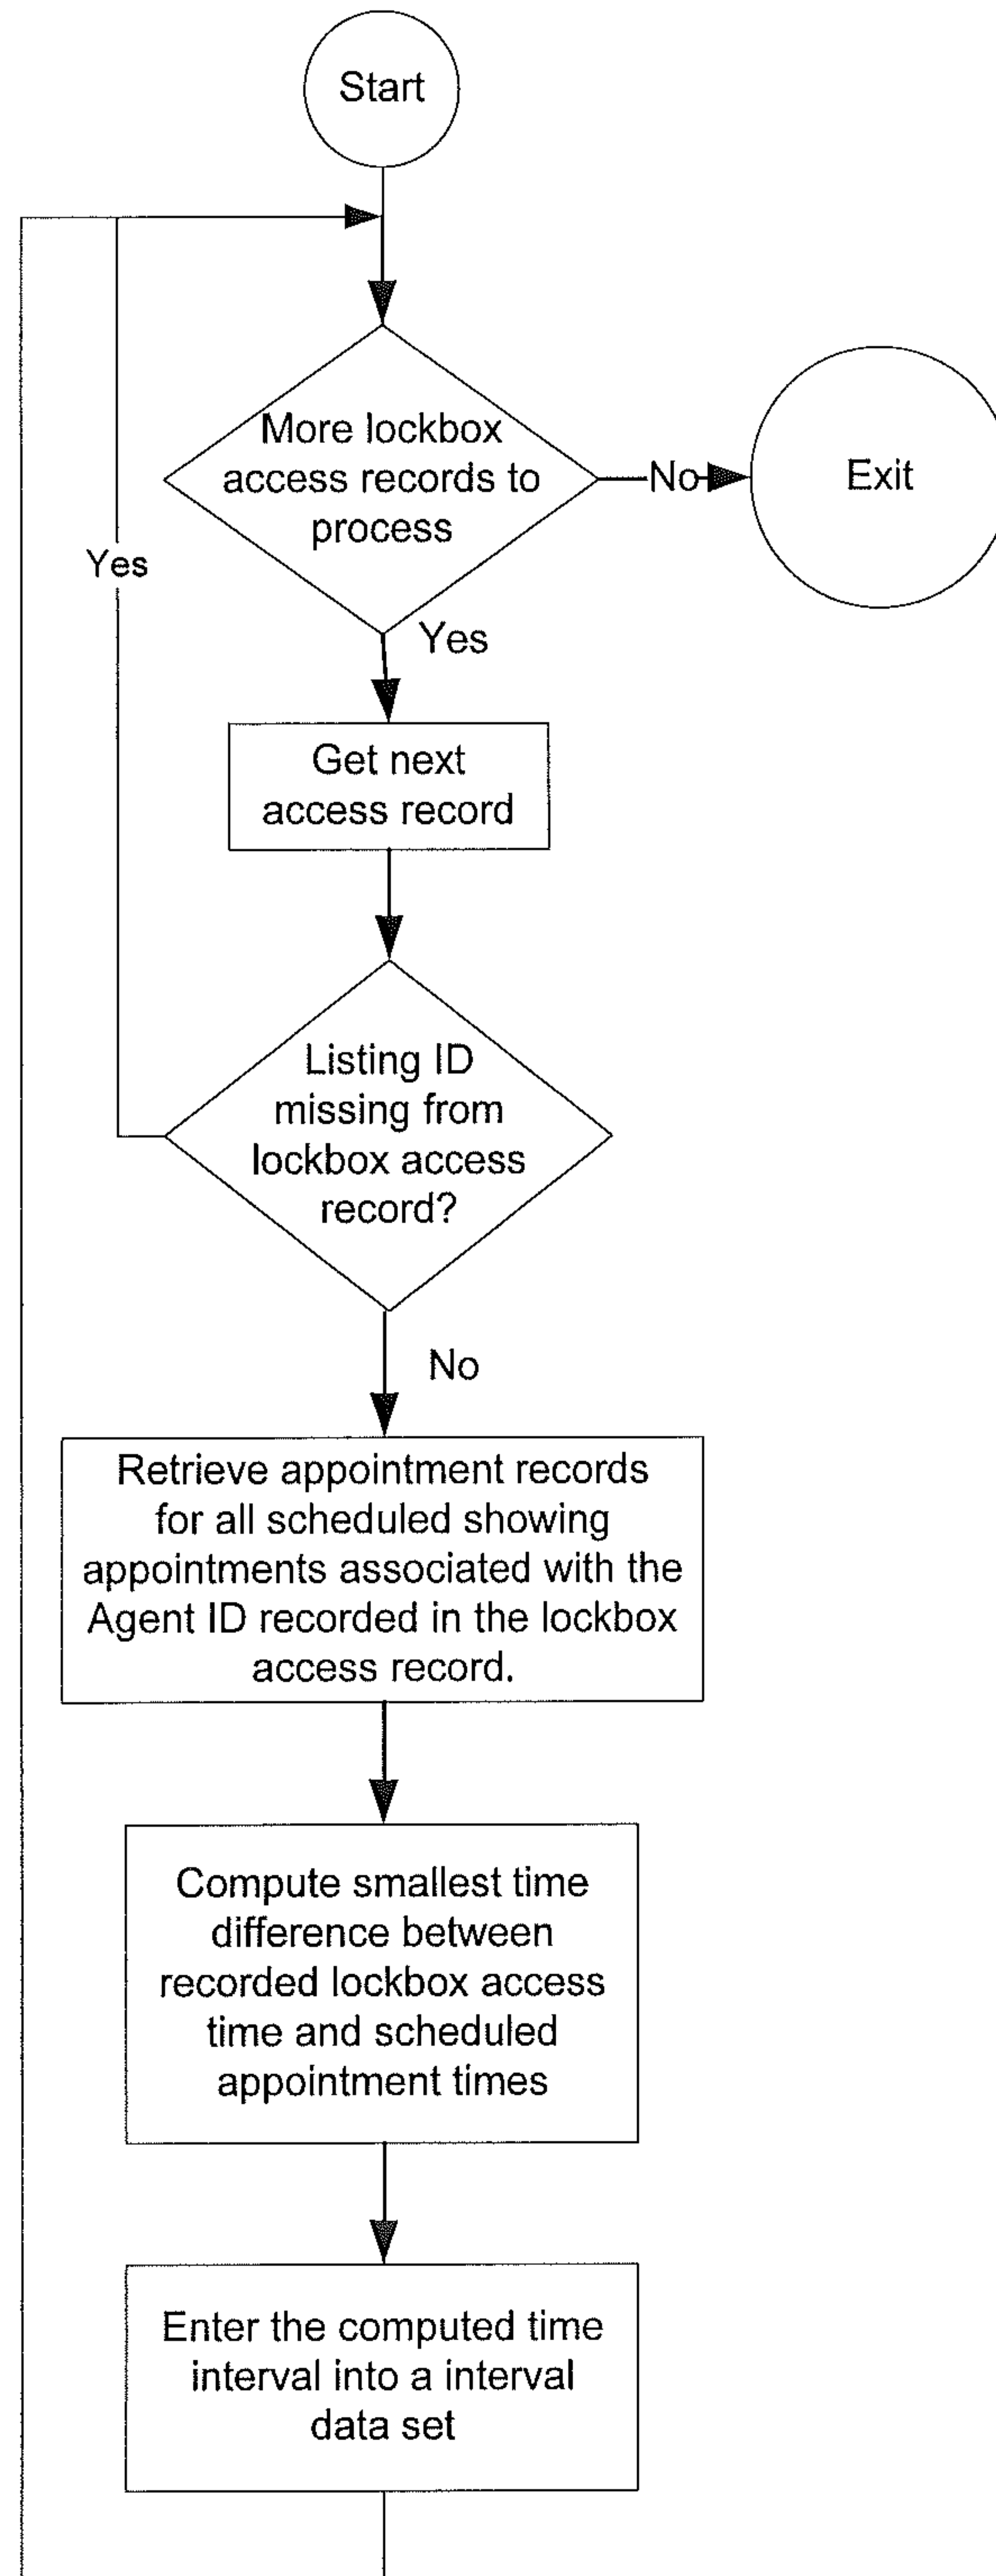 Start
More lockbox
access records to
process
No
Exit
Yes
Yes
Get next
access record
Listing ID
missing from
lockbox access
record?
No
Retrieve appointment records
for all scheduled showing
appointments associated with the
Agent ID recorded in the lockbox
access record.
Compute smallest time
difference between
recorded lockbox access
time and scheduled
appointment times
Enter the computed time
interval into a interval
data set